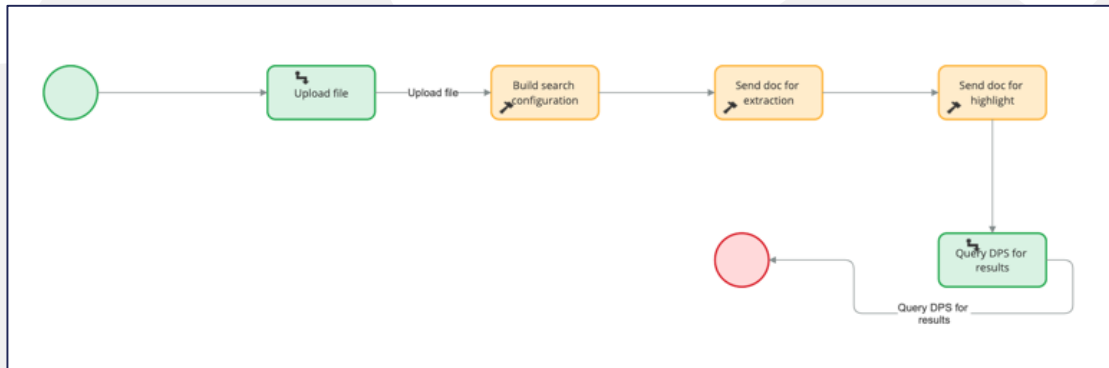 Upload file
Upload file
Build search
configuration
Send doc for
extraction
Send doc for
highlight
Query DPS for
results
Query DPS for
results